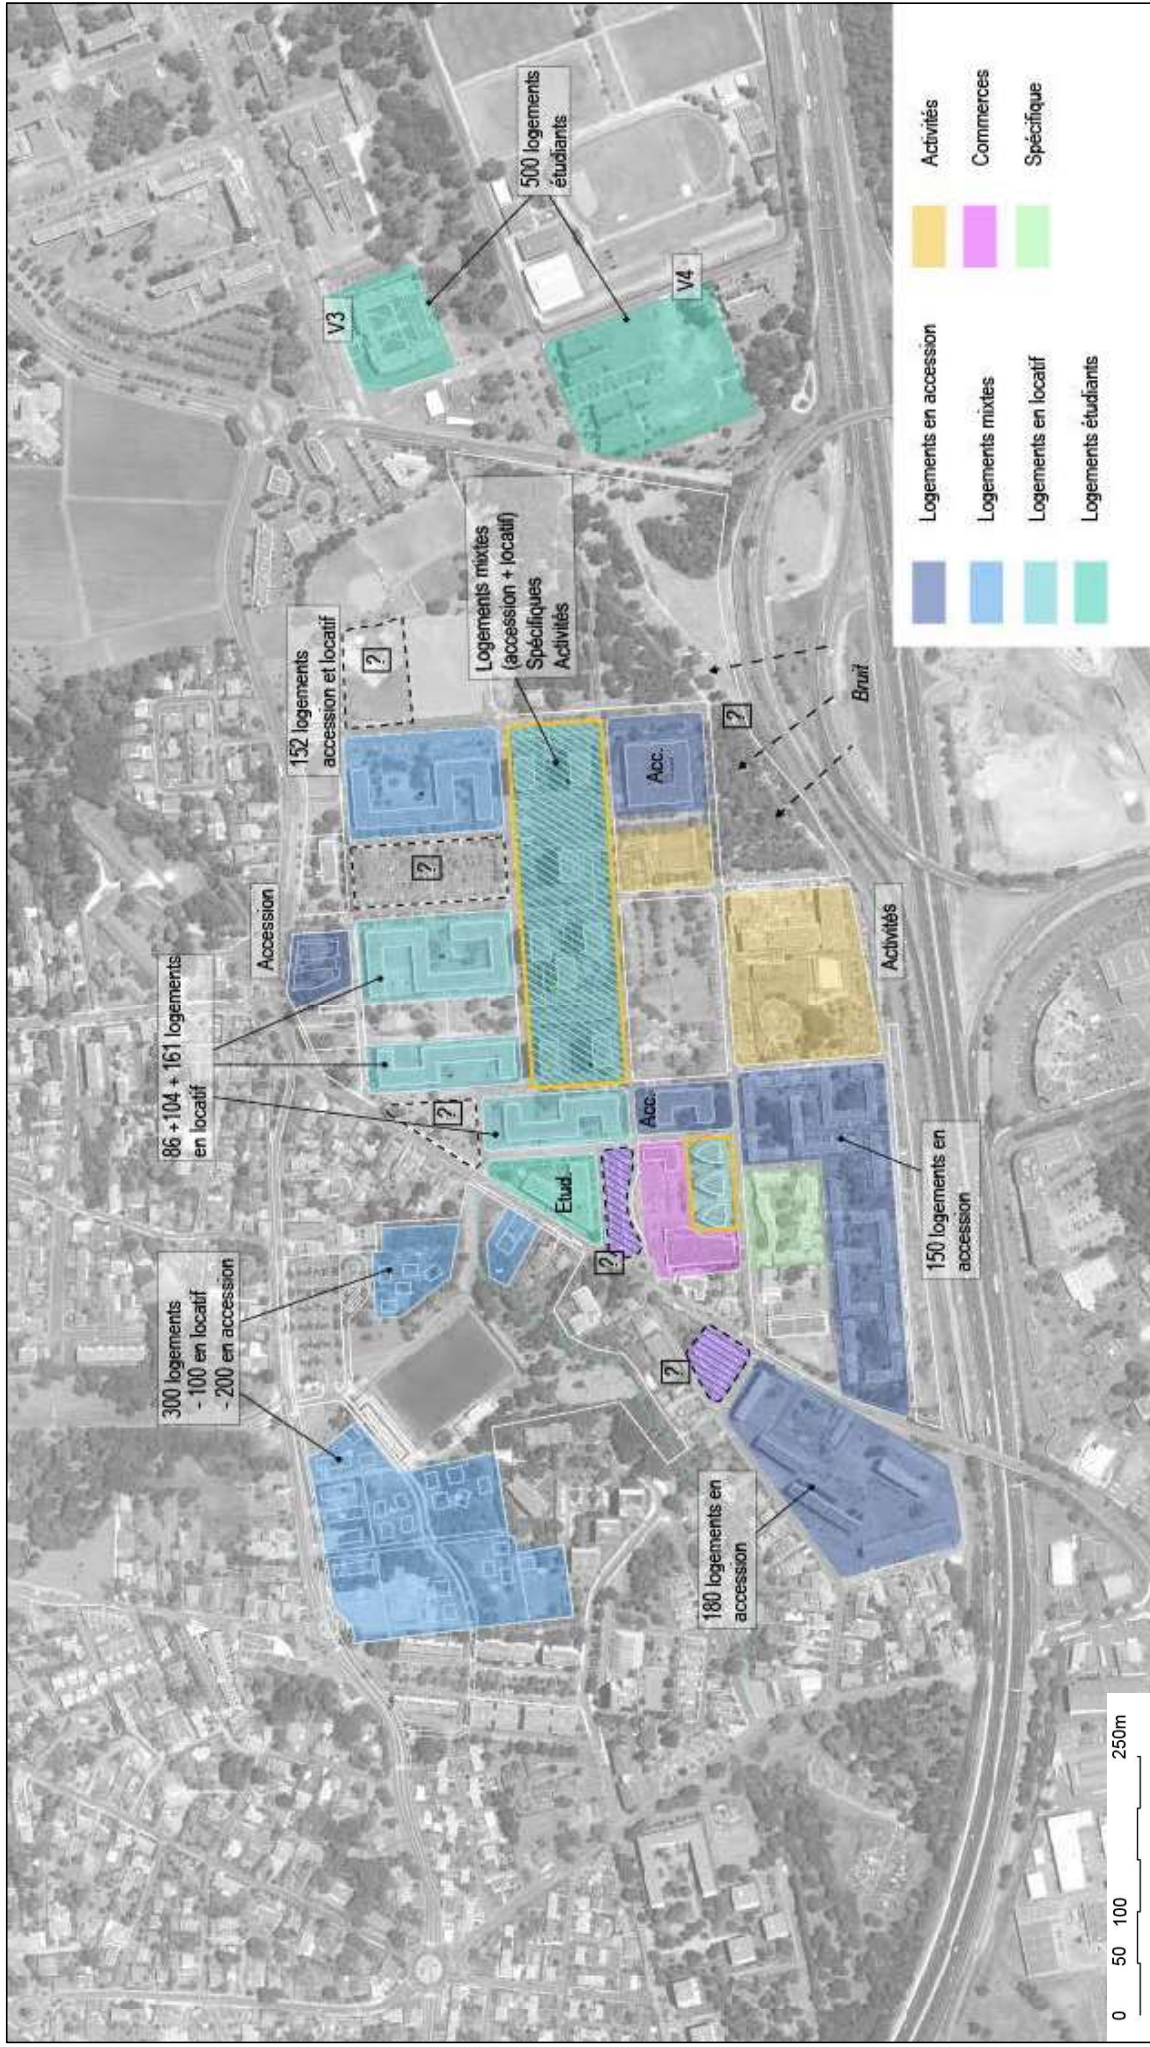 300 logements
- 100 en locatif
- 200 en accession
86 +104 + 161 logements
en locatif
Accession
152 logements
accession et locatif
?
V3
500 logements
étudiants
V4
?
?
Logements mixtes
(accession + locatif)
Spécifiques
Activités
Etud.
?
?
Acc.
Acc.
?
Bruit
180 logements en
accession
150 logements en
accession
Activités
Logements en accession
Logements mixtes
Logements en locatif
Logements étudiants
Activités
Commerces
Spécifique
0 50 100 250m